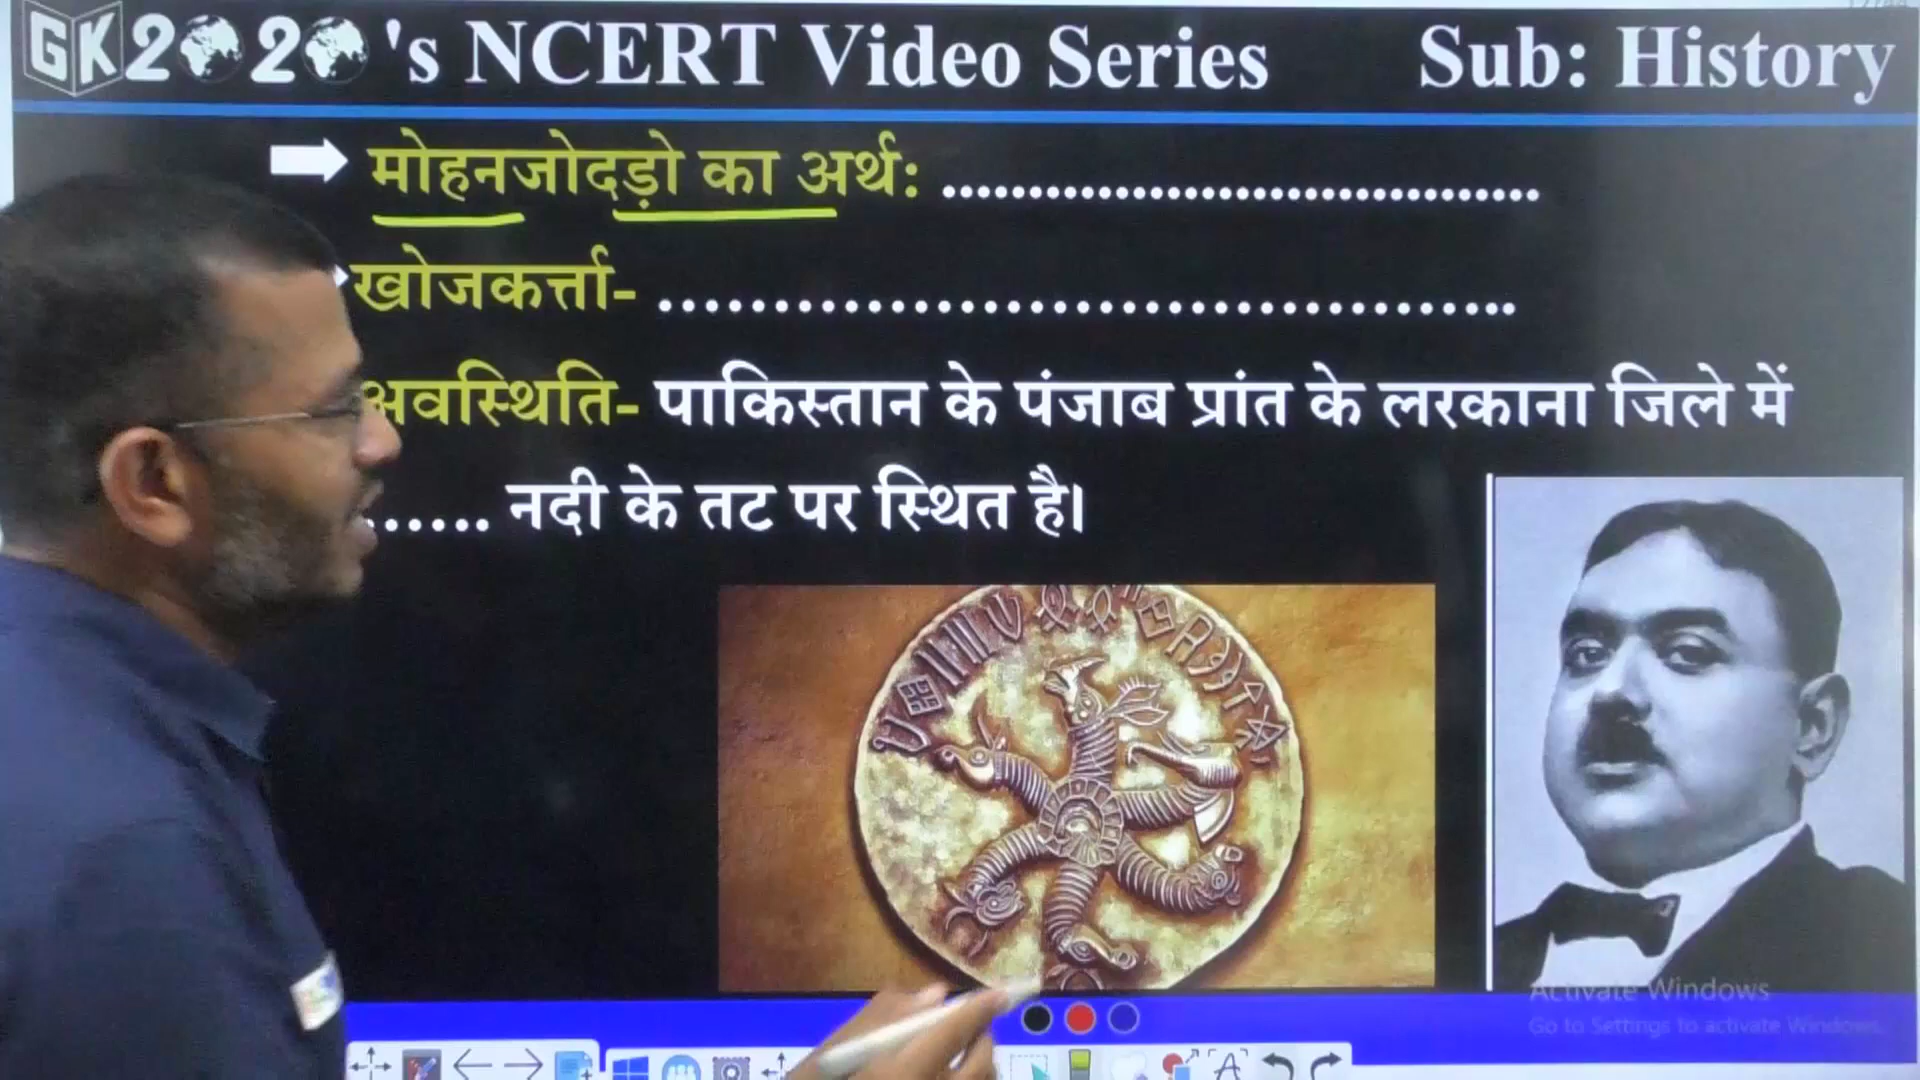 GK2020's NCERT Video Series Sub: History
मोहनजोदड़ो का अर्थ: ..................................
खोजकर्त्ता- .......................................
अवस्थिति- पाकिस्तान के पंजाब प्रांत के लरकाना जिले में
...... नदी के तट पर स्थित है।
Activate Windows
Go to Settings to activate Windows.